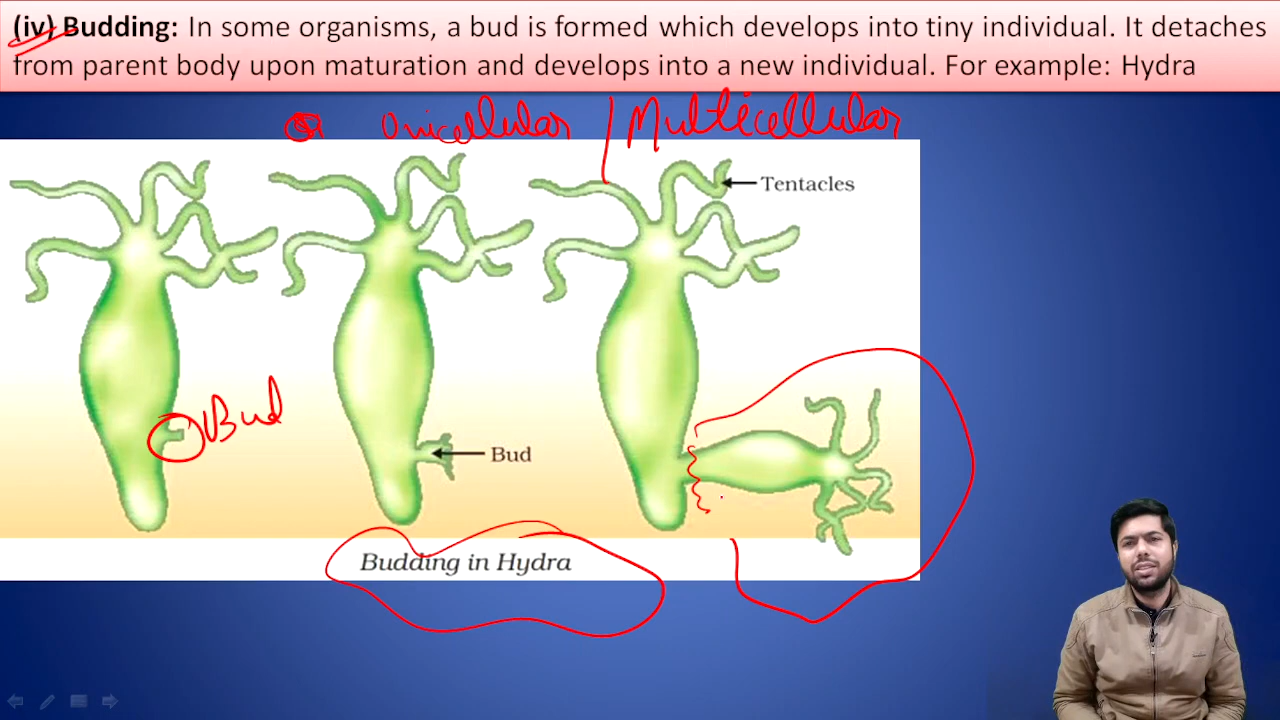 (iv) Budding: In some organisms, a bud is formed which develops into tiny individual. It detaches
from parent body upon maturation and develops into a new individual. For example: Hydra
Unicellular / Multicellular
Tentacles
Bud
Bud
Budding in Hydra